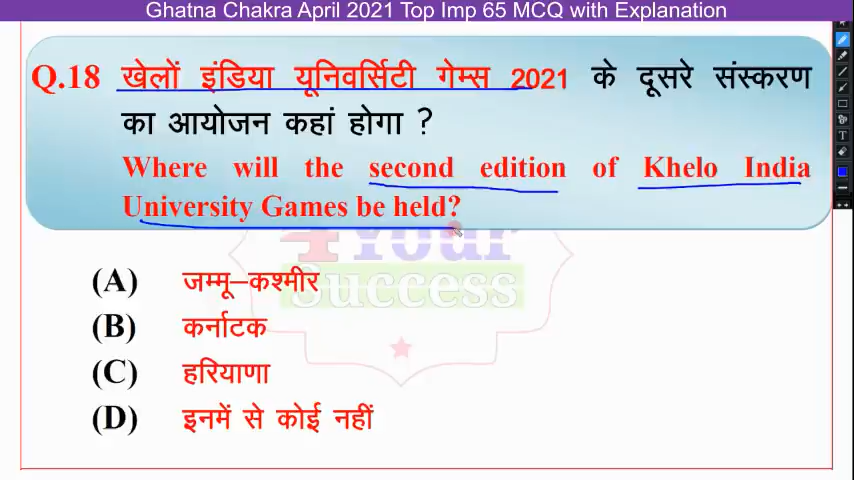 Ghatna Chakra April 2021 Top Imp 65 MCQ with Explanation
Q.18 खेलों इंडिया यूनिवर्सिटी गेम्स 2021 के दूसरे संस्करण
का आयोजन कहां होगा ?
Where will the second edition of Khelo India
University Games be held?
4 Your
Success
(A) जम्मू–कश्मीर
(B) कर्नाटक
(C) हरियाणा
(D) इनमें से कोई नहीं